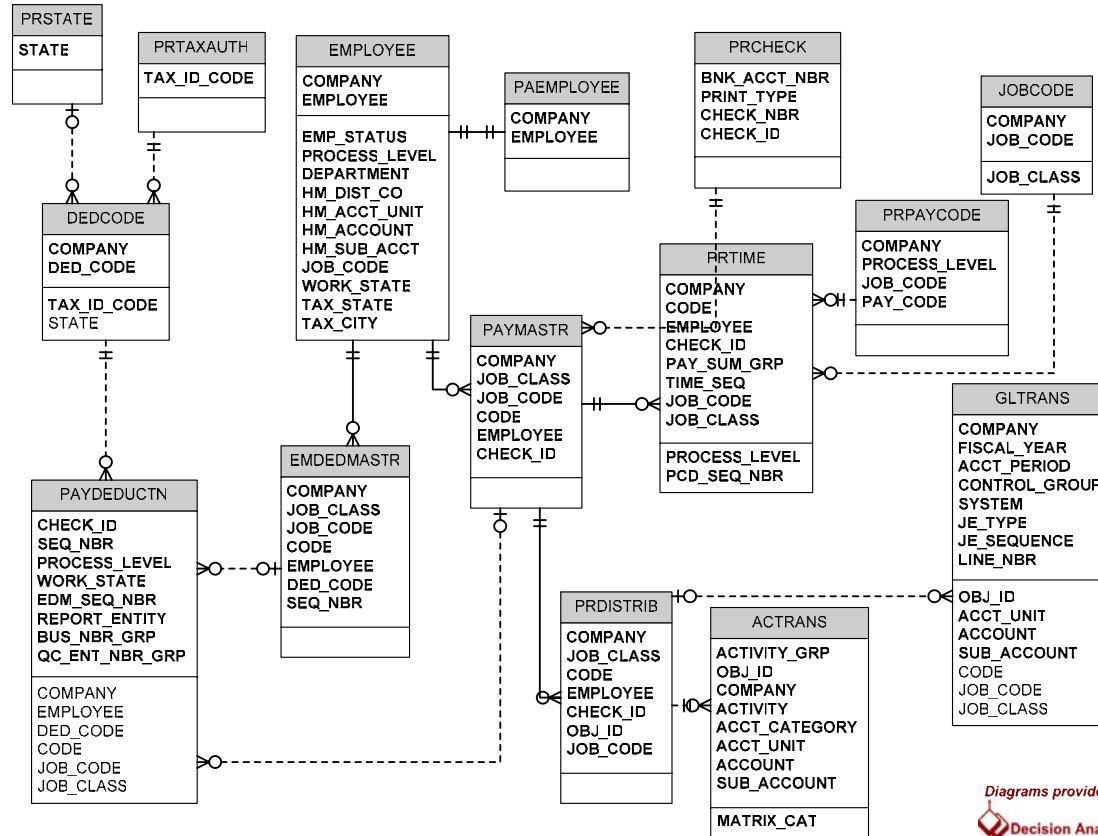 PRSTATE
STATE
PRTAXAUTH
TAX_ID_CODE
EMPLOYEE
COMPANY
EMPLOYEE
EMP_STATUS
PROCESS_LEVEL
DEPARTMENT
HM_DIST_CO
HM_ACCT_UNIT
HM_ACCOUNT
HM_SUB_ACCT
JOB_CODE
WORK_STATE
TAX_STATE
TAX_CITY
PAEMPLOYEE
COMPANY
EMPLOYEE
PRCHECK
BNK_ACCT_NBR
PRINT_TYPE
CHECK_NBR
CHECK_ID
JOBCODE
COMPANY
JOB_CODE
JOB_CLASS
DEDCODE
COMPANY
DED_CODE
TAX_ID_CODE
STATE
PRPAYCODE
COMPANY
PROCESS_LEVEL
JOB_CODE
PAY_CODE
PRTIME
COMPANY
CODE
EMPLOYEE
CHECK_ID
PAY_SUM_GRP
TIME_SEQ
JOB_CODE
JOB_CLASS
PROCESS_LEVEL
PCD_SEQ_NBR
PAYMASTR
COMPANY
JOB_CLASS
JOB_CODE
CODE
EMPLOYEE
CHECK_ID
GLTRANS
COMPANY
FISCAL_YEAR
ACCT_PERIOD
CONTROL_GROUP
SYSTEM
JE_TYPE
JE_SEQUENCE
LINE_NBR
OBJ_ID
ACCT_UNIT
ACCOUNT
SUB_ACCOUNT
CODE
JOB_CODE
JOB_CLASS
EMDEDMASTR
COMPANY
JOB_CLASS
JOB_CODE
CODE
EMPLOYEE
DED_CODE
SEQ_NBR
PAYDEDUCTN
CHECK_ID
SEQ_NBR
PROCESS_LEVEL
WORK_STATE
EDM_SEQ_NBR
REPORT_ENTITY
BUS_NBR_GRP
QC_ENT_NBR_GRP
COMPANY
EMPLOYEE
DED_CODE
CODE
JOB_CODE
JOB_CLASS
PRDISTRIB
COMPANY
JOB_CLASS
CODE
EMPLOYEE
CHECK_ID
OBJ_ID
JOB_CODE
ACTRANS
ACTIVITY_GRP
OBJ_ID
COMPANY
ACTIVITY
ACCT_CATEGORY
ACCT_UNIT
ACCOUNT
SUB_ACCOUNT
MATRIX_CAT
Diagrams provide
Decision Ana